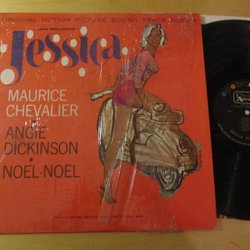 ORIGINAL MOTION PICTURE SOUND TRACK ALBUM
Jessica
MAURICE
CHEVALIER
ANGIE
DICKINSON
NOEL-NOEL